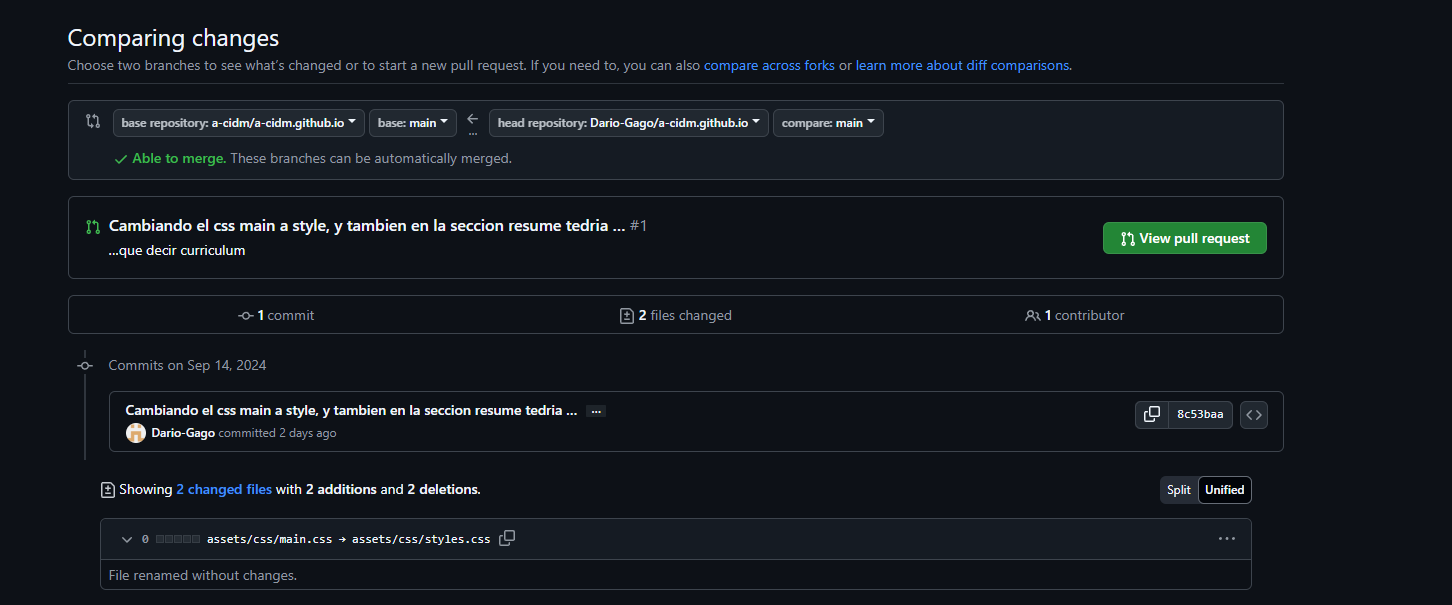 Comparing changes
Choose two branches to see what's changed or to start a new pull request. If you need to, you can also compare across forks or learn more about diff comparisons.
base repository: a-cidm/a-cidm.github.io base: main ... head repository: Dario-Gago/a-cidm.github.io compare: main
Able to merge. These branches can be automatically merged.
Cambiando el css main a style, y tambien en la seccion resume tedria ... #1
...que decir curriculum
View pull request
1 commit 2 files changed 1 contributor
Commits on Sep 14, 2024
Cambiando el css main a style, y tambien en la seccion resume tedria ... ...
Dario-Gago committed 2 days ago
8c53baa
Showing 2 changed files with 2 additions and 2 deletions.
Split Unified
0 assets/css/main.css → assets/css/styles.css
File renamed without changes.